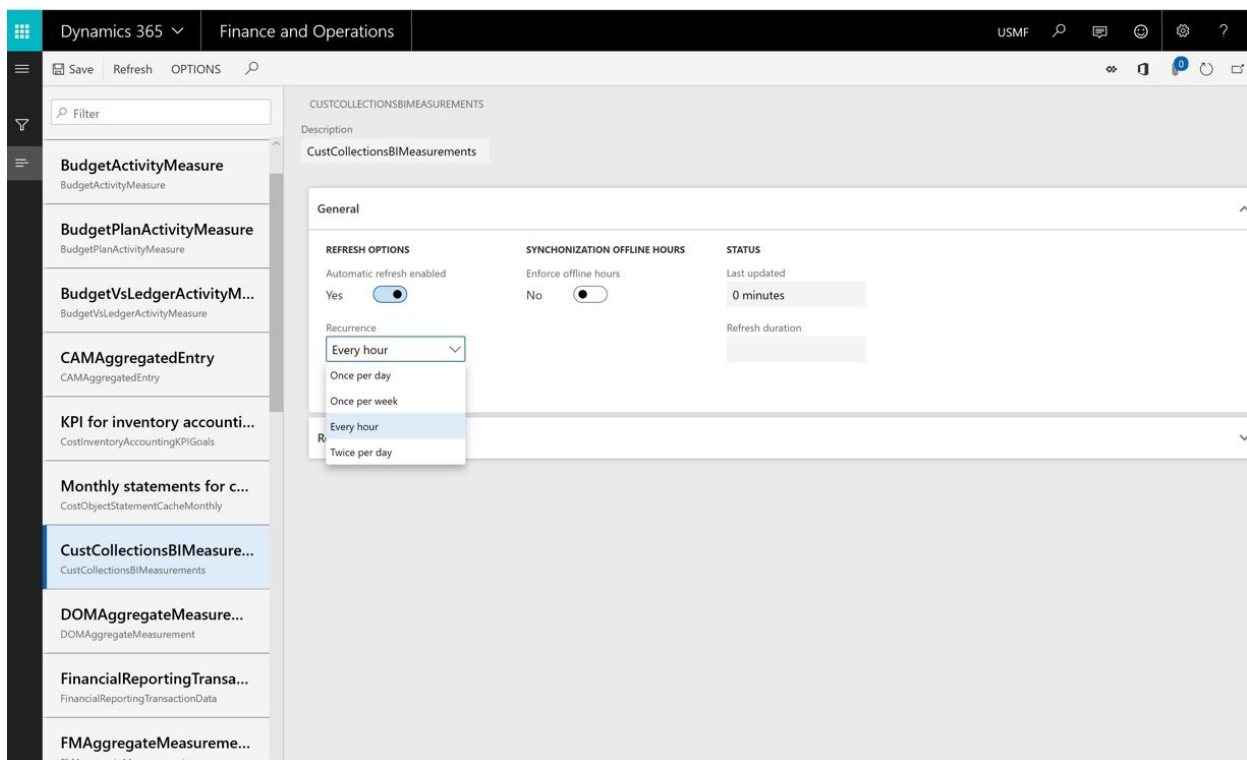 Dynamics 365
Finance and Operations
USMF
?
Save Refresh OPTIONS
0
Filter
BudgetActivityMeasure
BudgetActivityMeasure
BudgetPlanActivityMeasure
BudgetPlanActivityMeasure
BudgetVsLedgerActivityM...
BudgetVsLedgerActivityMeasure
CAMAggregatedEntry
CAMAggregatedEntry
KPI for inventory accounti...
CostInventoryAccountingKPIGoals
Monthly statements for c...
CostObjectStatementCacheMonthly
CustCollectionsBIMeasure...
CustCollectionsBIMeasurements
DOMAggregateMeasure...
DOMAggregateMeasurement
FinancialReportingTransa...
FinancialReportingTransactionData
FMAggregateMeasureme...
CUSTCOLLECTIONSBIMEASUREMENTS
Description
CustCollectionsBIMeasurements
General
REFRESH OPTIONS
Automatic refresh enabled
Yes
Recurrence
Every hour
Once per day
Once per week
Every hour
Twice per day
SYNCHONIZATION OFFLINE HOURS
Enforce offline hours
No
STATUS
Last updated
0 minutes
Refresh duration